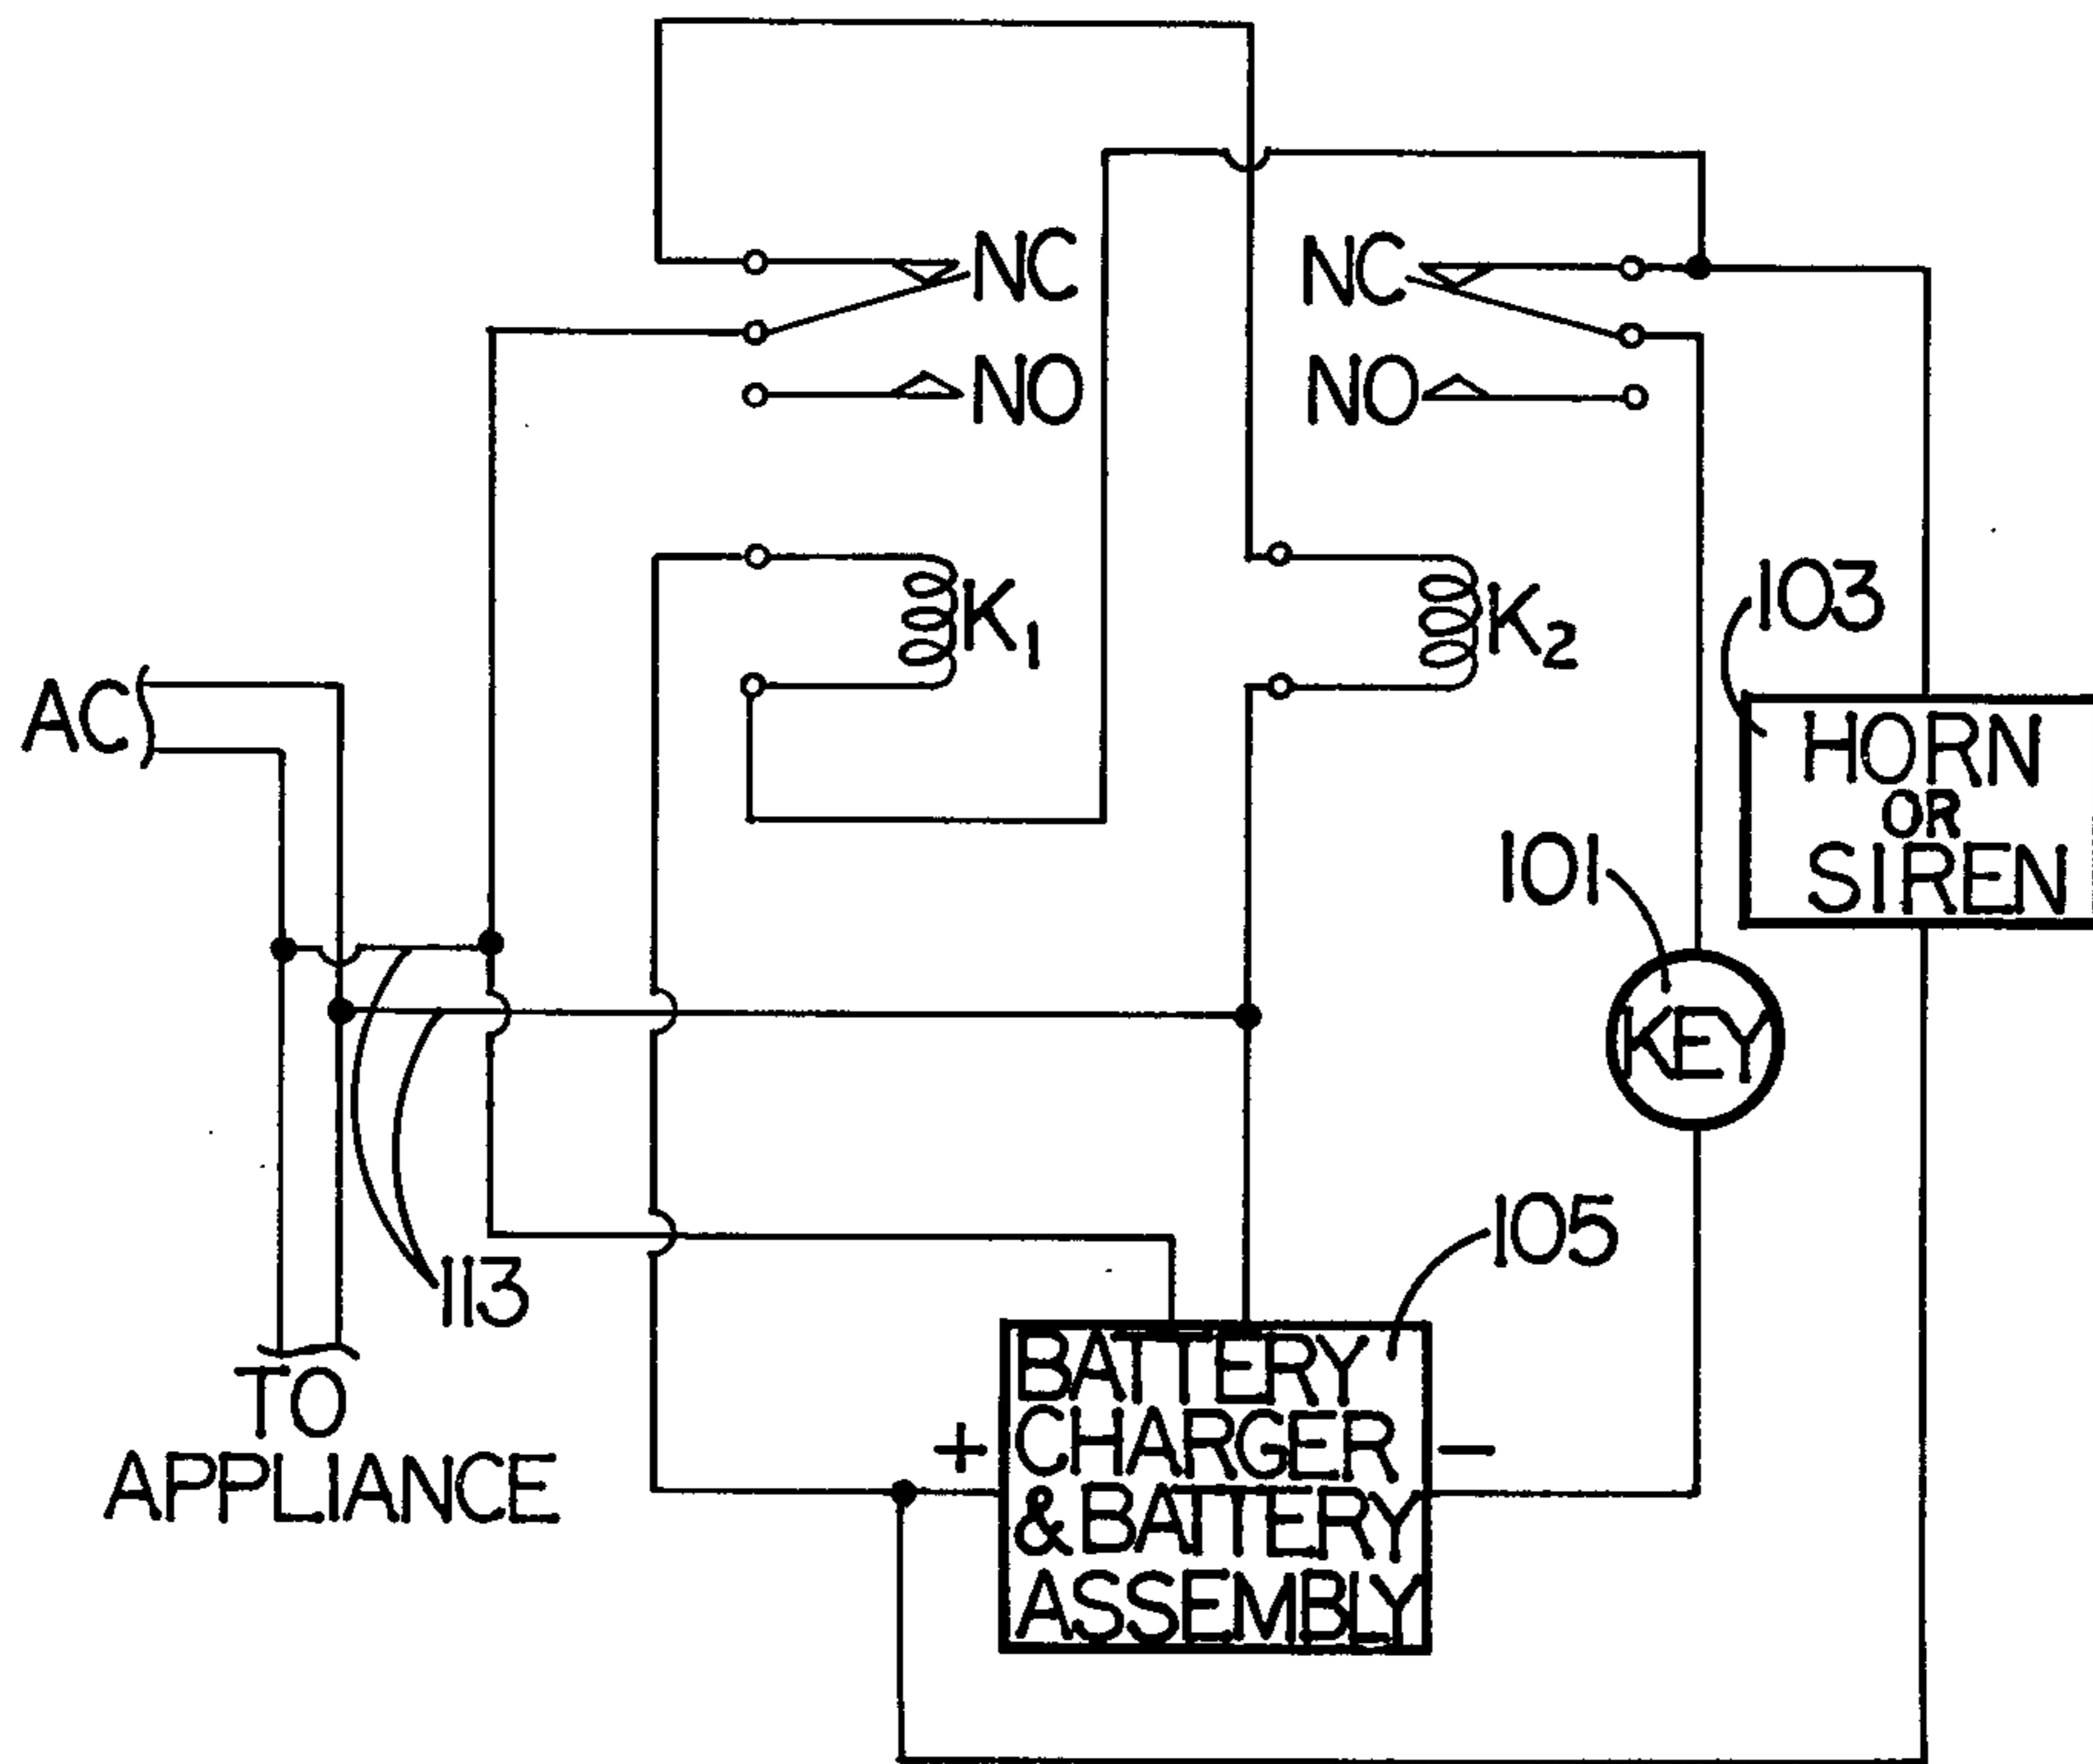 NC
NC
NO
NO
K1
K2
103
AC
HORN
OR
SIREN
101
KEY
105
113
TO
APPLIANCE
+
-
BATTERY
CHARGER
& BATTERY
ASSEMBLY